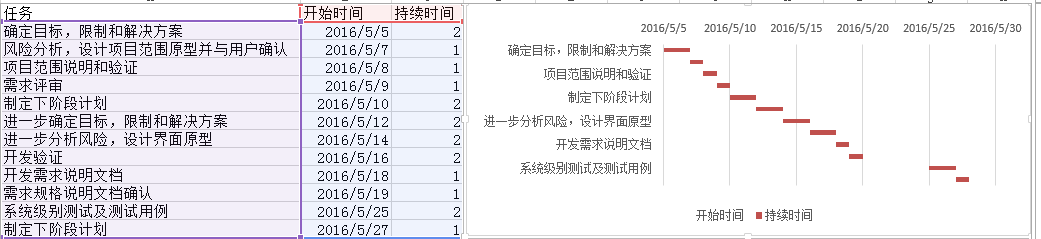 任务 开始时间 持续时间
确定目标，限制和解决方案 2016/5/5 2
风险分析，设计项目范围原型并与用户确认 2016/5/7 1
项目范围说明和验证 2016/5/8 1
需求评审 2016/5/9 1
制定下阶段计划 2016/5/10 2
进一步确定目标，限制和解决方案 2016/5/12 2
进一步分析风险，设计界面原型 2016/5/14 2
开发验证 2016/5/16 2
开发需求说明文档 2016/5/18 1
需求规格说明文档确认 2016/5/19 1
系统级别测试及测试用例 2016/5/25 2
制定下阶段计划 2016/5/27 1
2016/5/5 2016/5/10 2016/5/15 2016/5/20 2016/5/25 2016/5/30
确定目标，限制和解决方案
项目范围说明和验证
制定下阶段计划
进一步分析风险，设计界面原型
开发需求说明文档
系统级别测试及测试用例
开始时间 持续时间